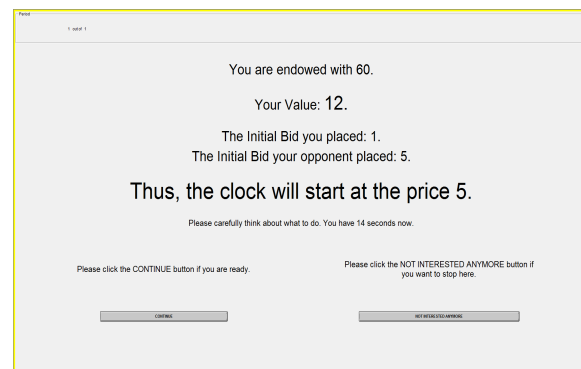 Period
1 out of 1
You are endowed with 60.
Your Value: 12.
The Initial Bid you placed: 1.
The Initial Bid your opponent placed: 5.
Thus, the clock will start at the price 5.
Please carefully think about what to do. You have 14 seconds now.
Please click the CONTINUE button if you are ready.
Please click the NOT INTERESTED ANYMORE button if
you want to stop here.
CONTINUE
NOT INTERESTED ANYMORE